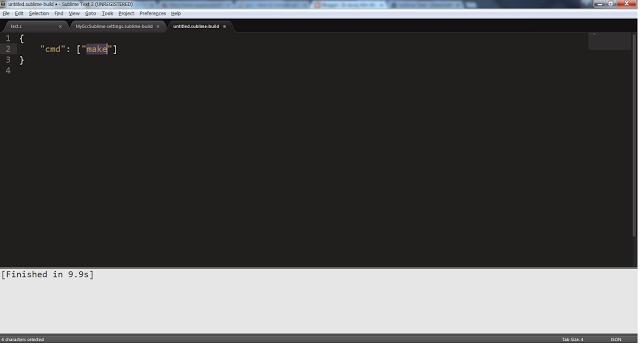 untitled.sublime-build • - Sublime Text 2 (UNREGISTERED)
File Edit Selection Find View Goto Tools Project Preferences Help
test.c × MyGccSublime-settings.sublime-build × untitled.sublime-build
1 {
2 "cmd": ["make"]
3 }
4
[Finished in 9.9s]
4 characters selected Tab Size: 4 JSON